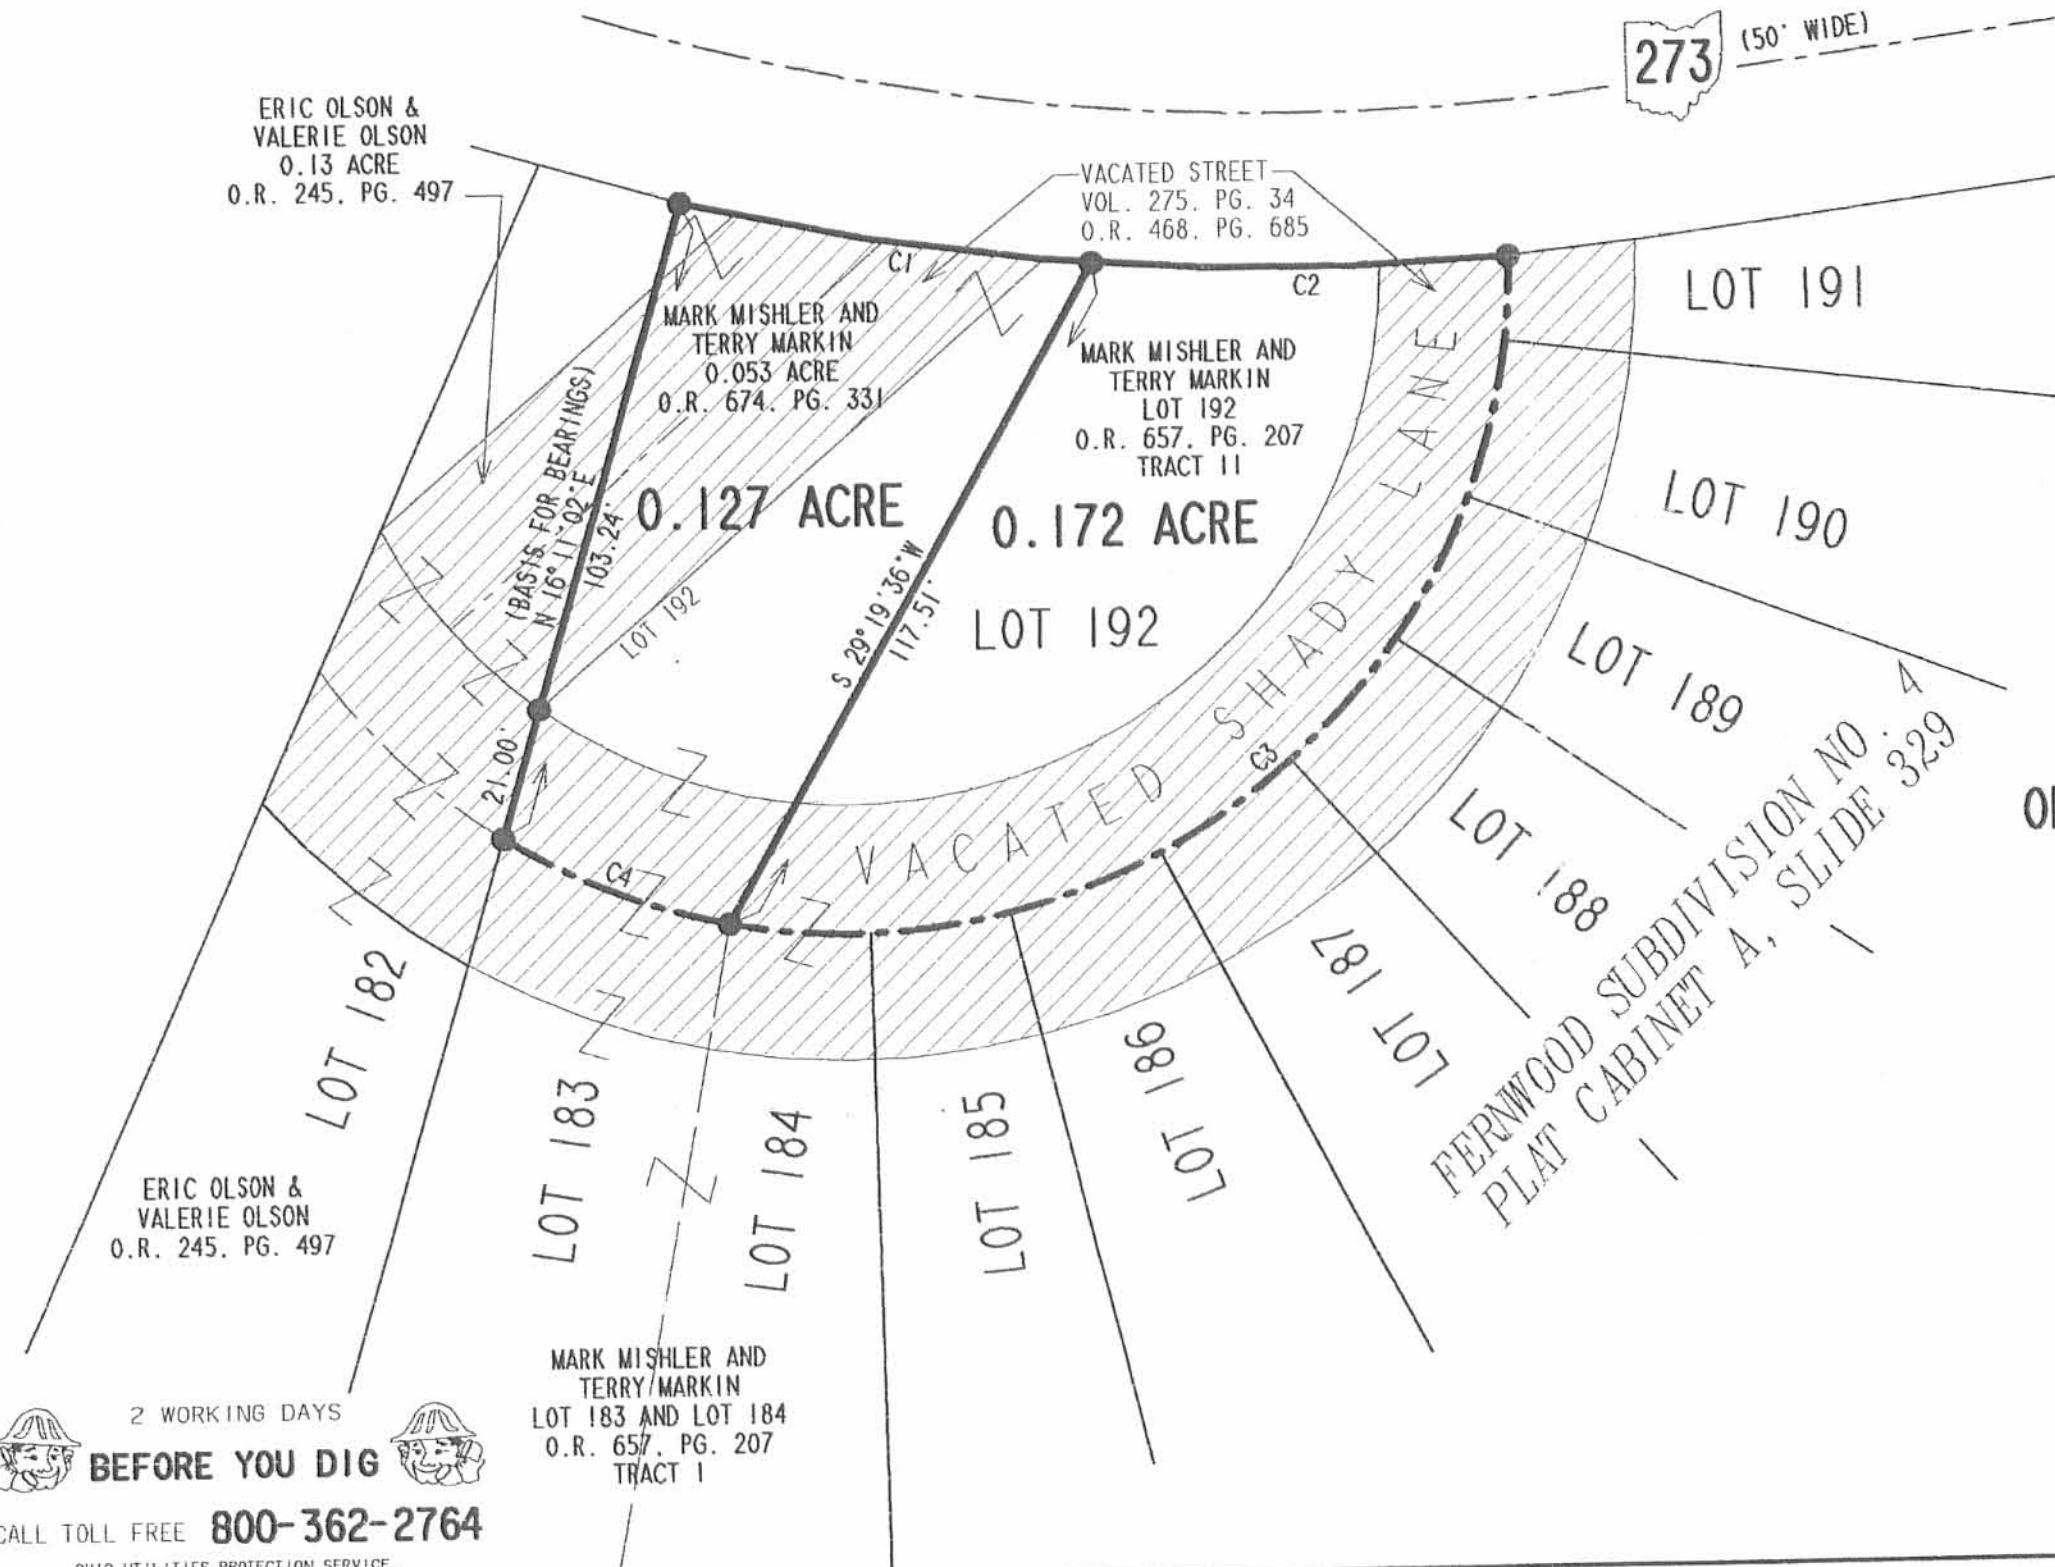 273
(50' WIDE)
ERIC OLSON &
VALERIE OLSON
0.13 ACRE
O.R. 245. PG. 497
VACATED STREET
VOL. 275. PG. 34
O.R. 468. PG. 685
C1
C2
LOT 191
MARK MISHLER AND
TERRY MARKIN
0.053 ACRE
O.R. 674. PG. 331
MARK MISHLER AND
TERRY MARKIN
LOT 192
O.R. 657. PG. 207
TRACT II
(BASIS FOR BEARINGS)
N 16° 11' 02" E
103.24'
0.127 ACRE
0.172 ACRE
LOT 190
LOT 192
S 29° 19' 36" W
117.51'
LOT 192
LOT 189
21.00'
C4
VACATED SHADY LANE
C3
LOT 188
FERNWOOD SUBDIVISION NO. 4
PLAT CABINET A, SLIDE 329
LOT 187
LOT 182
LOT 183
LOT 184
LOT 185
LOT 186
ERIC OLSON &
VALERIE OLSON
O.R. 245. PG. 497
MARK MISHLER AND
TERRY MARKIN
LOT 183 AND LOT 184
O.R. 657. PG. 207
TRACT I
2 WORKING DAYS
BEFORE YOU DIG
CALL TOLL FREE 800-362-2764
OHIO UTILITIES PROTECTION SERVICE